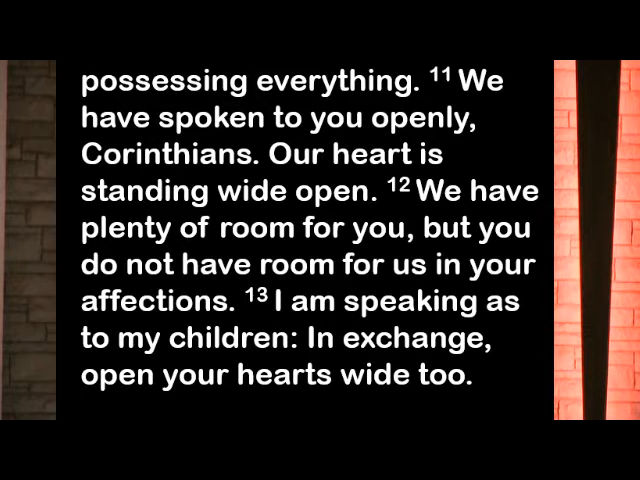 possessing everything. ¹¹ We
have spoken to you openly,
Corinthians. Our heart is
standing wide open. ¹² We have
plenty of room for you, but you
do not have room for us in your
affections. ¹³ I am speaking as
to my children: In exchange,
open your hearts wide too.